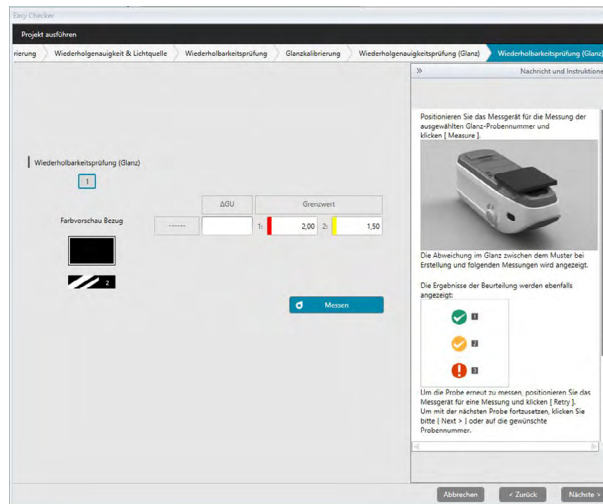 Easy Checker
Projekt ausführen
rierung
Wiederholgenauigkeit & Lichtquelle
Wiederholbarkeitsprüfung
Glanzkalibrierung
Wiederholgenauigkeitsprüfung (Glanz)
Wiederholbarkeitsprüfung (Glanz)
»
Nachricht und Instruktione
Positionieren Sie das Messgerät für die Messung der
ausgewählten Glanz-Probennummer und
klicken [ Measure ].
Wiederholbarkeitsprüfung (Glanz)
1
ΔGU
Grenzwert
Farbvorschau Bezug
------
1:
2,00
2:
1,50
2
Messen
Die Abweichung im Glanz zwischen dem Muster bei
Erstellung und folgenden Messungen wird angezeigt.
Die Ergebnisse der Beurteilung werden ebenfalls
angezeigt:
1
2
3
Um die Probe erneut zu messen, positionieren Sie das
Messgerät für eine Messung und klicken [ Retry ].
Um mit der nächsten Probe fortzusetzen, klicken Sie
bitte [ Next > ] oder auf die gewünschte
Probennummer.
Abbrechen
< Zurück
Nächste >